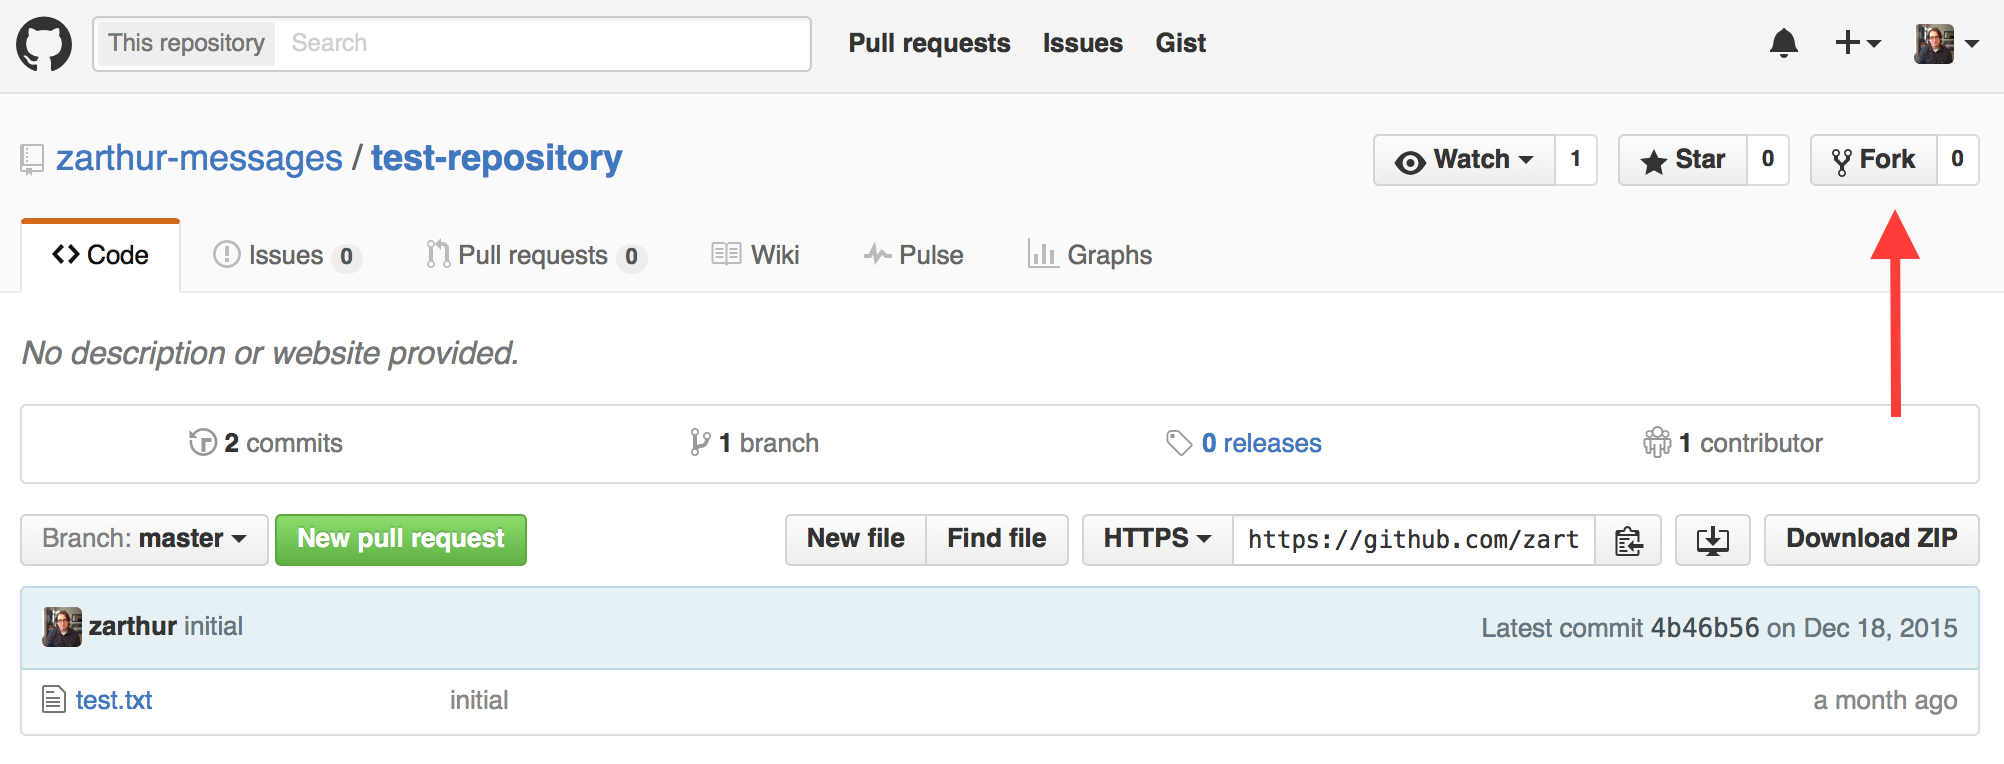 This repository Search Pull requests Issues Gist
zarthur-messages / test-repository Watch 1 Star 0 Fork 0
Code Issues 0 Pull requests 0 Wiki Pulse Graphs
No description or website provided.
2 commits 1 branch 0 releases 1 contributor
Branch: master New pull request New file Find file HTTPS https://github.com/zart Download ZIP
zarthur initial Latest commit 4b46b56 on Dec 18, 2015
test.txt initial a month ago